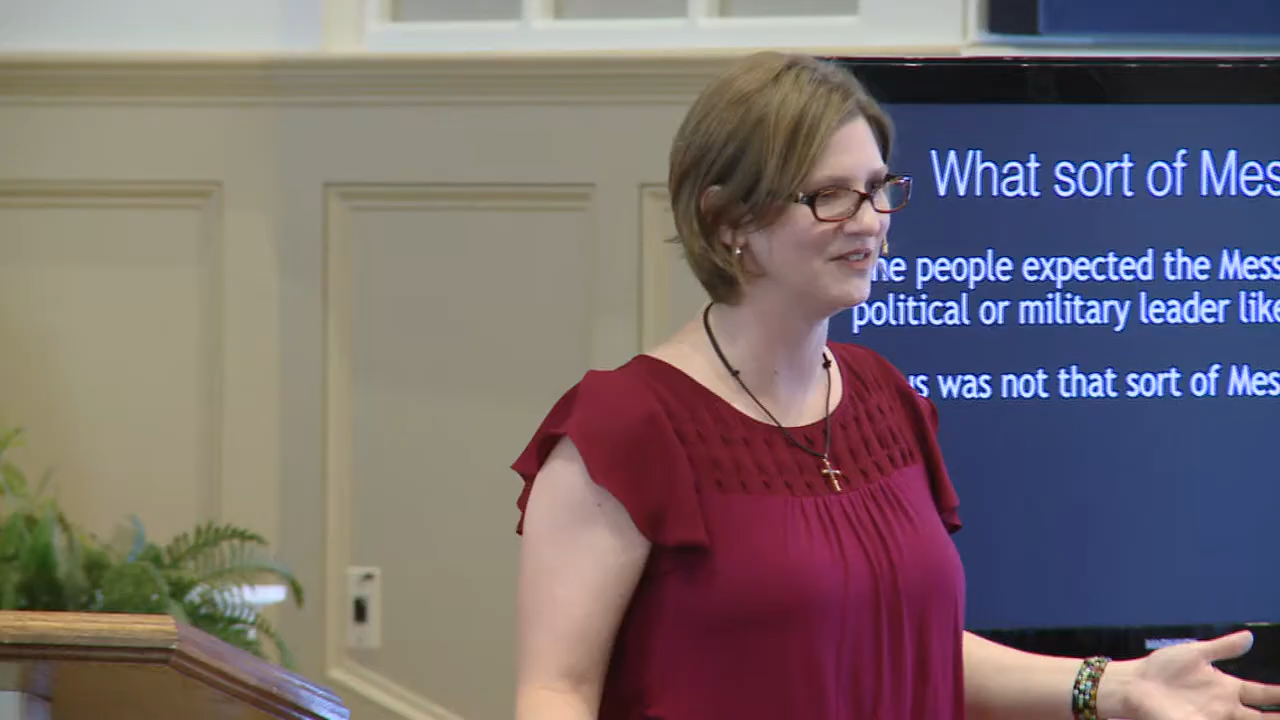 What sort of Mes
he people expected the Mess
political or military leader like
us was not that sort of Mes